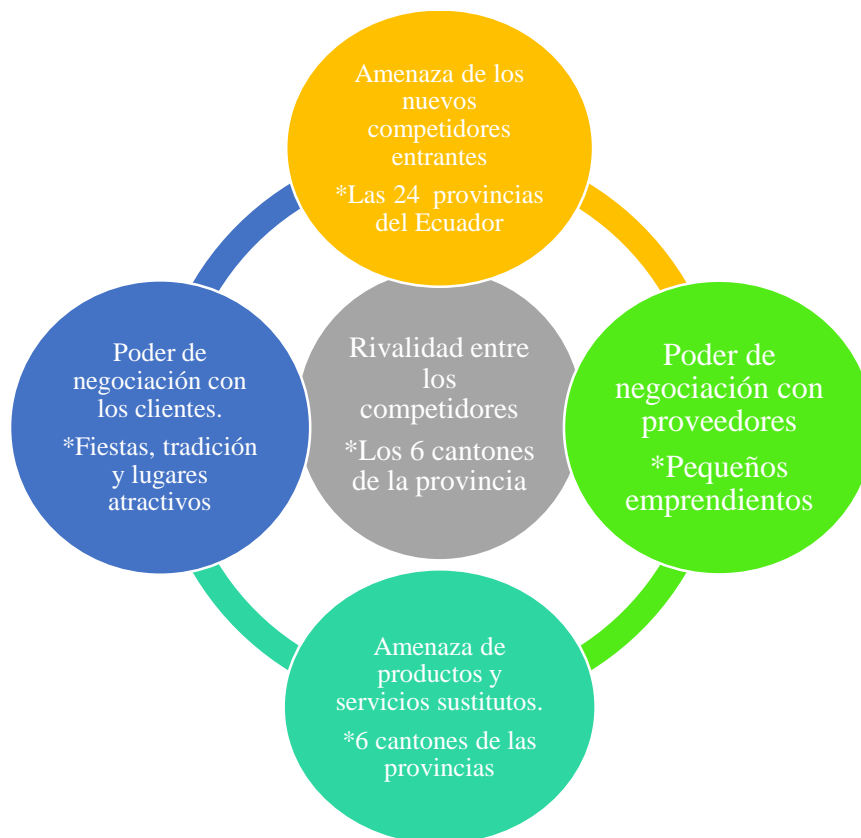 Amenaza de los
nuevos
competidores
entrantes
*Las 24 provincias
del Ecuador
Poder de
negociación con
los clientes.
*Fiestas, tradición
y lugares
atractivos
Rivalidad entre
los
competidores
*Los 6 cantones
de la provincia
Poder de
negociación con
proveedores
*Pequeños
emprendientos
Amenaza de
productos y
servicios sustitutos.
*6 cantones de las
provincias